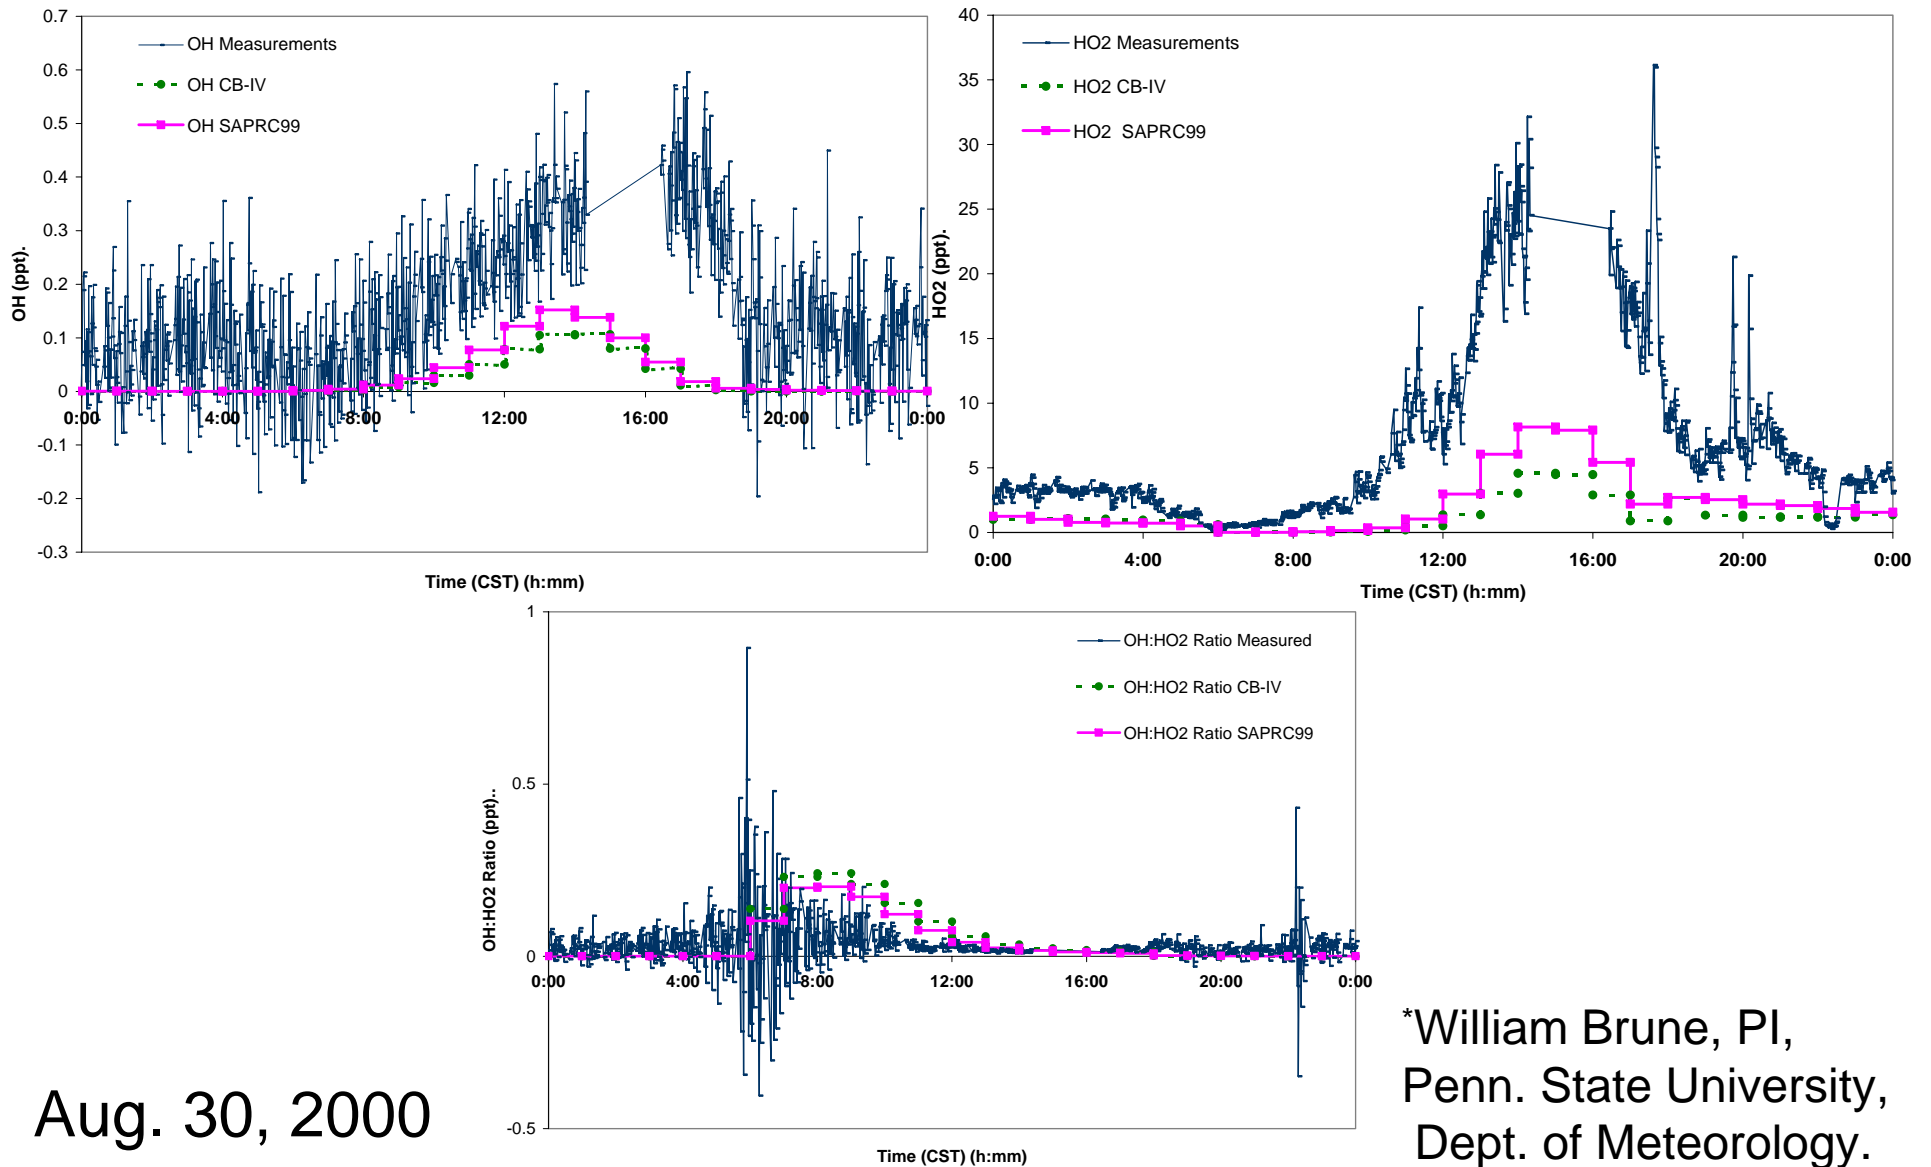 0.7
0.6
0.5
0.4
0.3
0.2
0.1
0
-0.1
-0.2
-0.3
OH (ppt).
OH Measurements
OH CB-IV
OH SAPRC99
0:00 4:00 8:00 12:00 16:00 20:00 0:00
Time (CST) (h:mm)
40
35
30
25
20
15
10
5
0
HO2 (ppt).
HO2 Measurements
HO2 CB-IV
HO2 SAPRC99
0:00 4:00 8:00 12:00 16:00 20:00 0:00
Time (CST) (h:mm)
1
0.5
0
-0.5
OH:HO2 Ratio (ppt)..
OH:HO2 Ratio Measured
OH:HO2 Ratio CB-IV
OH:HO2 Ratio SAPRC99
0:00 4:00 8:00 12:00 16:00 20:00 0:00
Time (CST) (h:mm)
Aug. 30, 2000
*William Brune, PI,
Penn. State University,
Dept. of Meteorology.